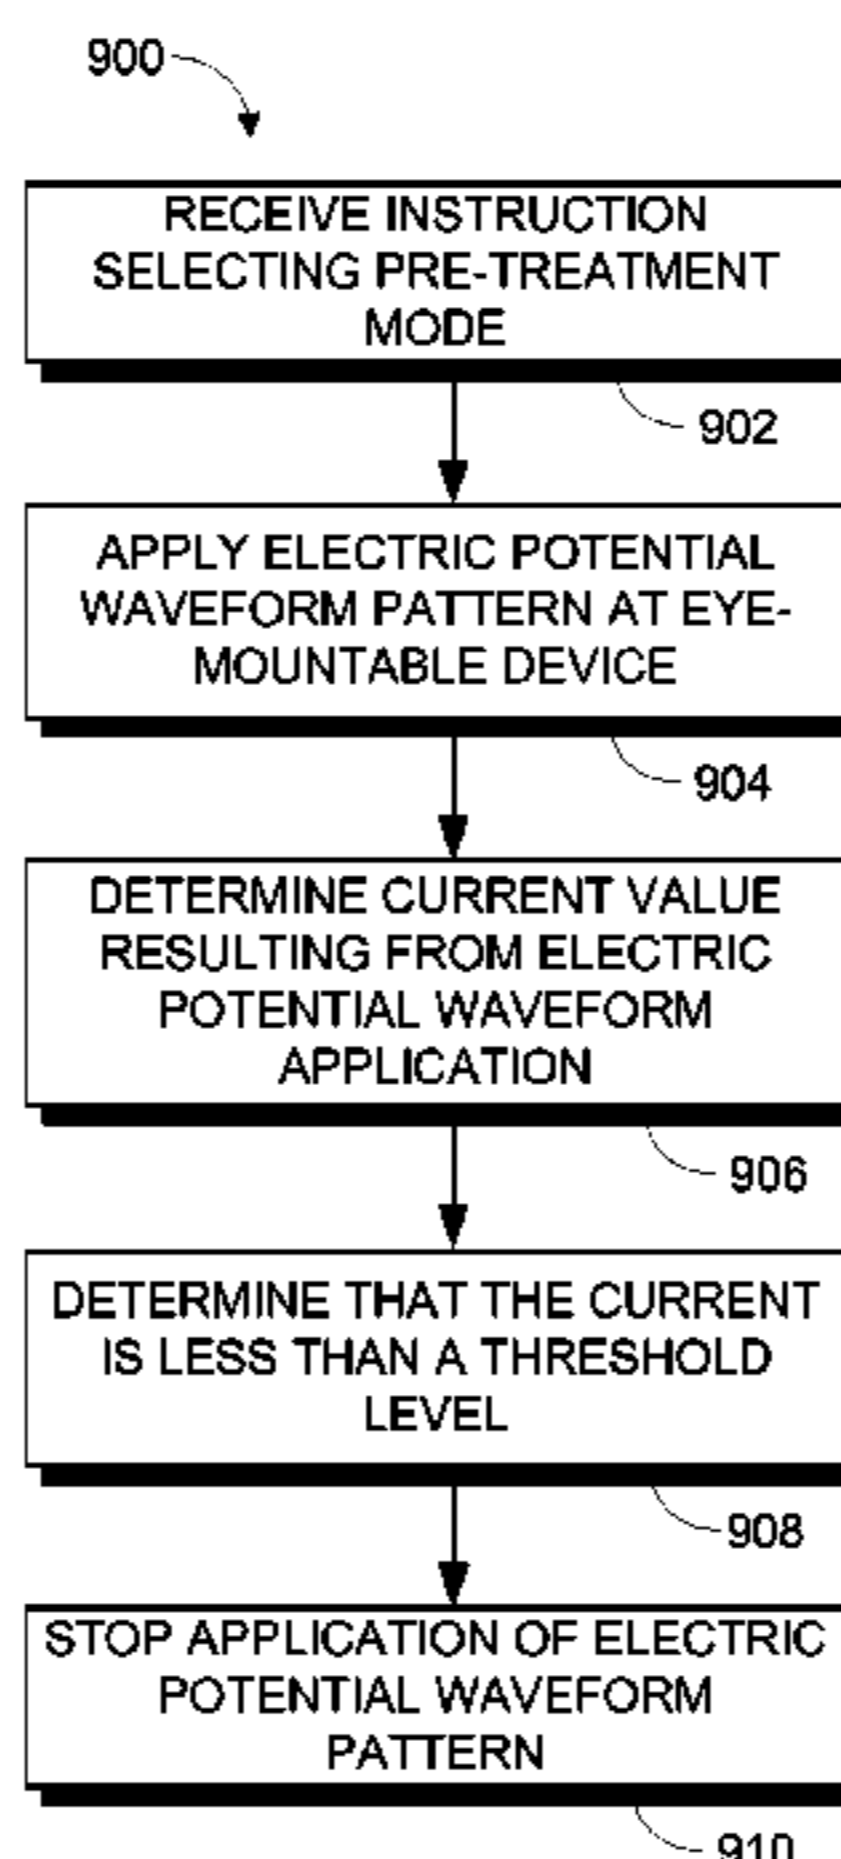 900
RECEIVE INSTRUCTION
SELECTING PRE-TREATMENT
MODE
902
APPLY ELECTRIC POTENTIAL
WAVEFORM PATTERN AT EYE-
MOUNTABLE DEVICE
904
DETERMINE CURRENT VALUE
RESULTING FROM ELECTRIC
POTENTIAL WAVEFORM
APPLICATION
906
DETERMINE THAT THE CURRENT
IS LESS THAN A THRESHOLD
LEVEL
908
STOP APPLICATION OF ELECTRIC
POTENTIAL WAVEFORM
PATTERN
910